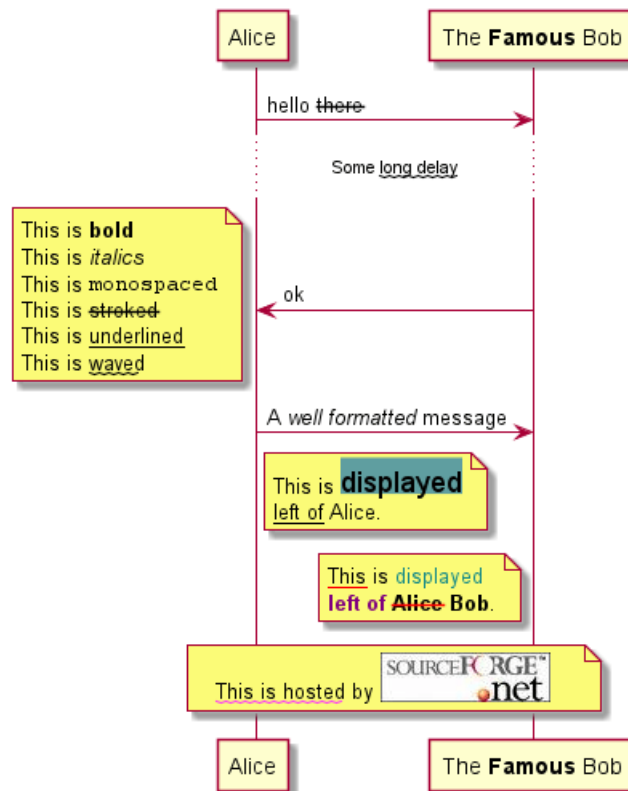 Alice
The Famous Bob
hello there
Some long delay
This is bold
This is italics
This is monospaced
This is stroked
This is underlined
This is waved
ok
A well formatted message
This is displayed
left of Alice.
This is displayed
left of Alice Bob.
This is hosted by SOURCEFORGE™
.net
Alice
The Famous Bob